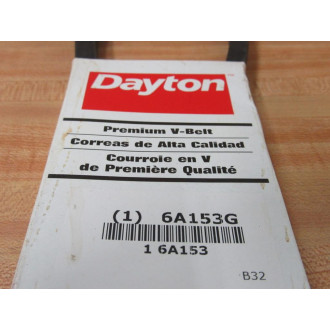 Dayton
Premium V-Belt
Correas de Alta Calidad
Courroie en V
de Première Qualité
(1) 6A153G
1 6A153
B32